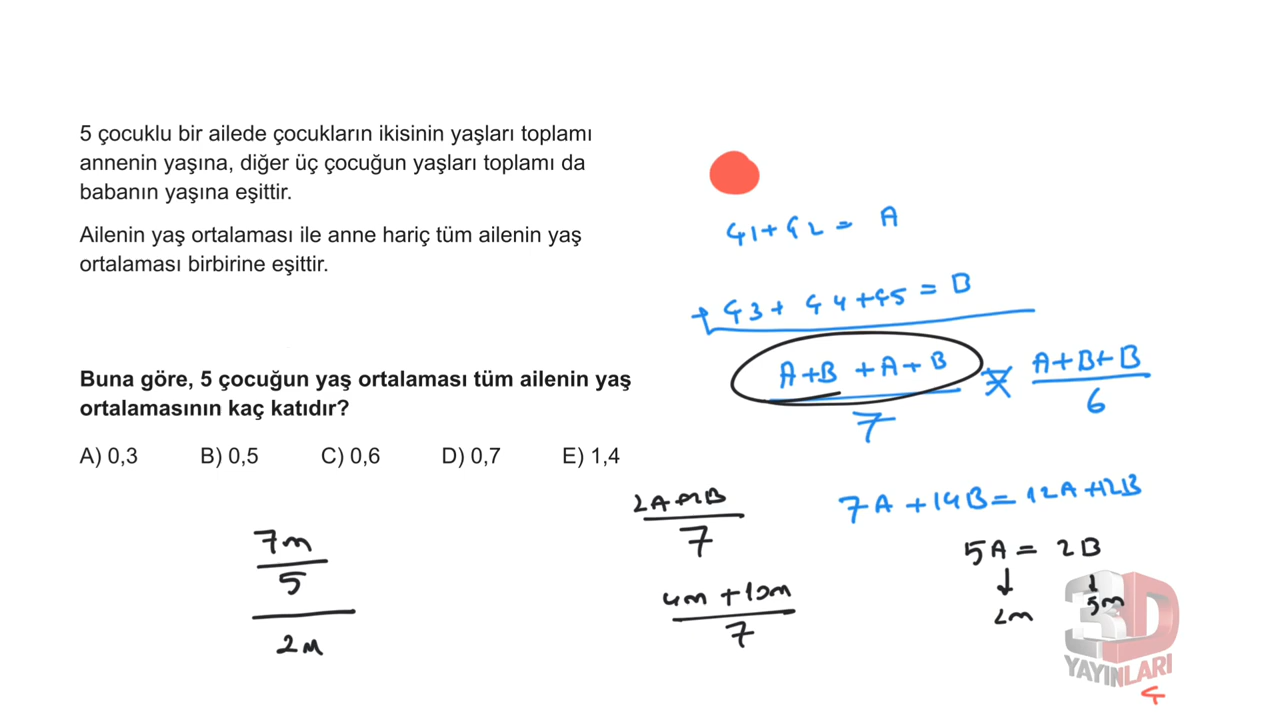 5 çocuklu bir ailede çocukların ikisinin yaşları toplamı
annenin yaşına, diğer üç çocuğun yaşları toplamı da
babanın yaşına eşittir.
Ailenin yaş ortalaması ile anne hariç tüm ailenin yaş
ortalaması birbirine eşittir.
Buna göre, 5 çocuğun yaş ortalaması tüm ailenin yaş
ortalamasının kaç katıdır?
A) 0,3 B) 0,5 C) 0,6 D) 0,7 E) 1,4
Ç1+Ç2 = A
+ Ç3+ Ç4+Ç5 = B
A+B +A+B
7
=
A+B+B
6
7A +14B = 12A+12B
5A = 2B
2m 5m
2A+2B
7
4m +10m
7
7m
5
2m
3D
YAYINLARI